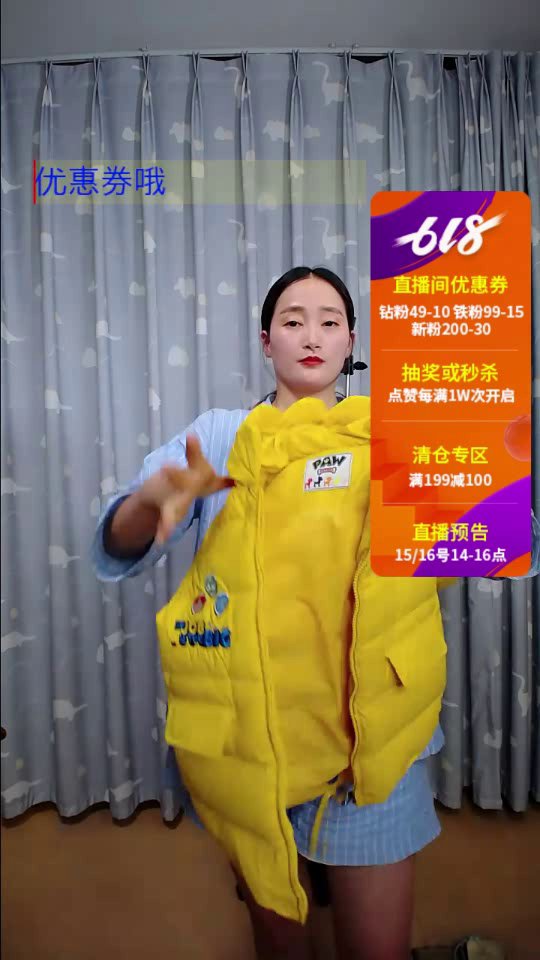 优惠券哦
618
直播间优惠券
钻粉49-10 铁粉99-15
新粉200-30
抽奖或秒杀
点赞每满1W次开启
清仓专区
满199减100
直播预告
15/16号14-16点
PAW